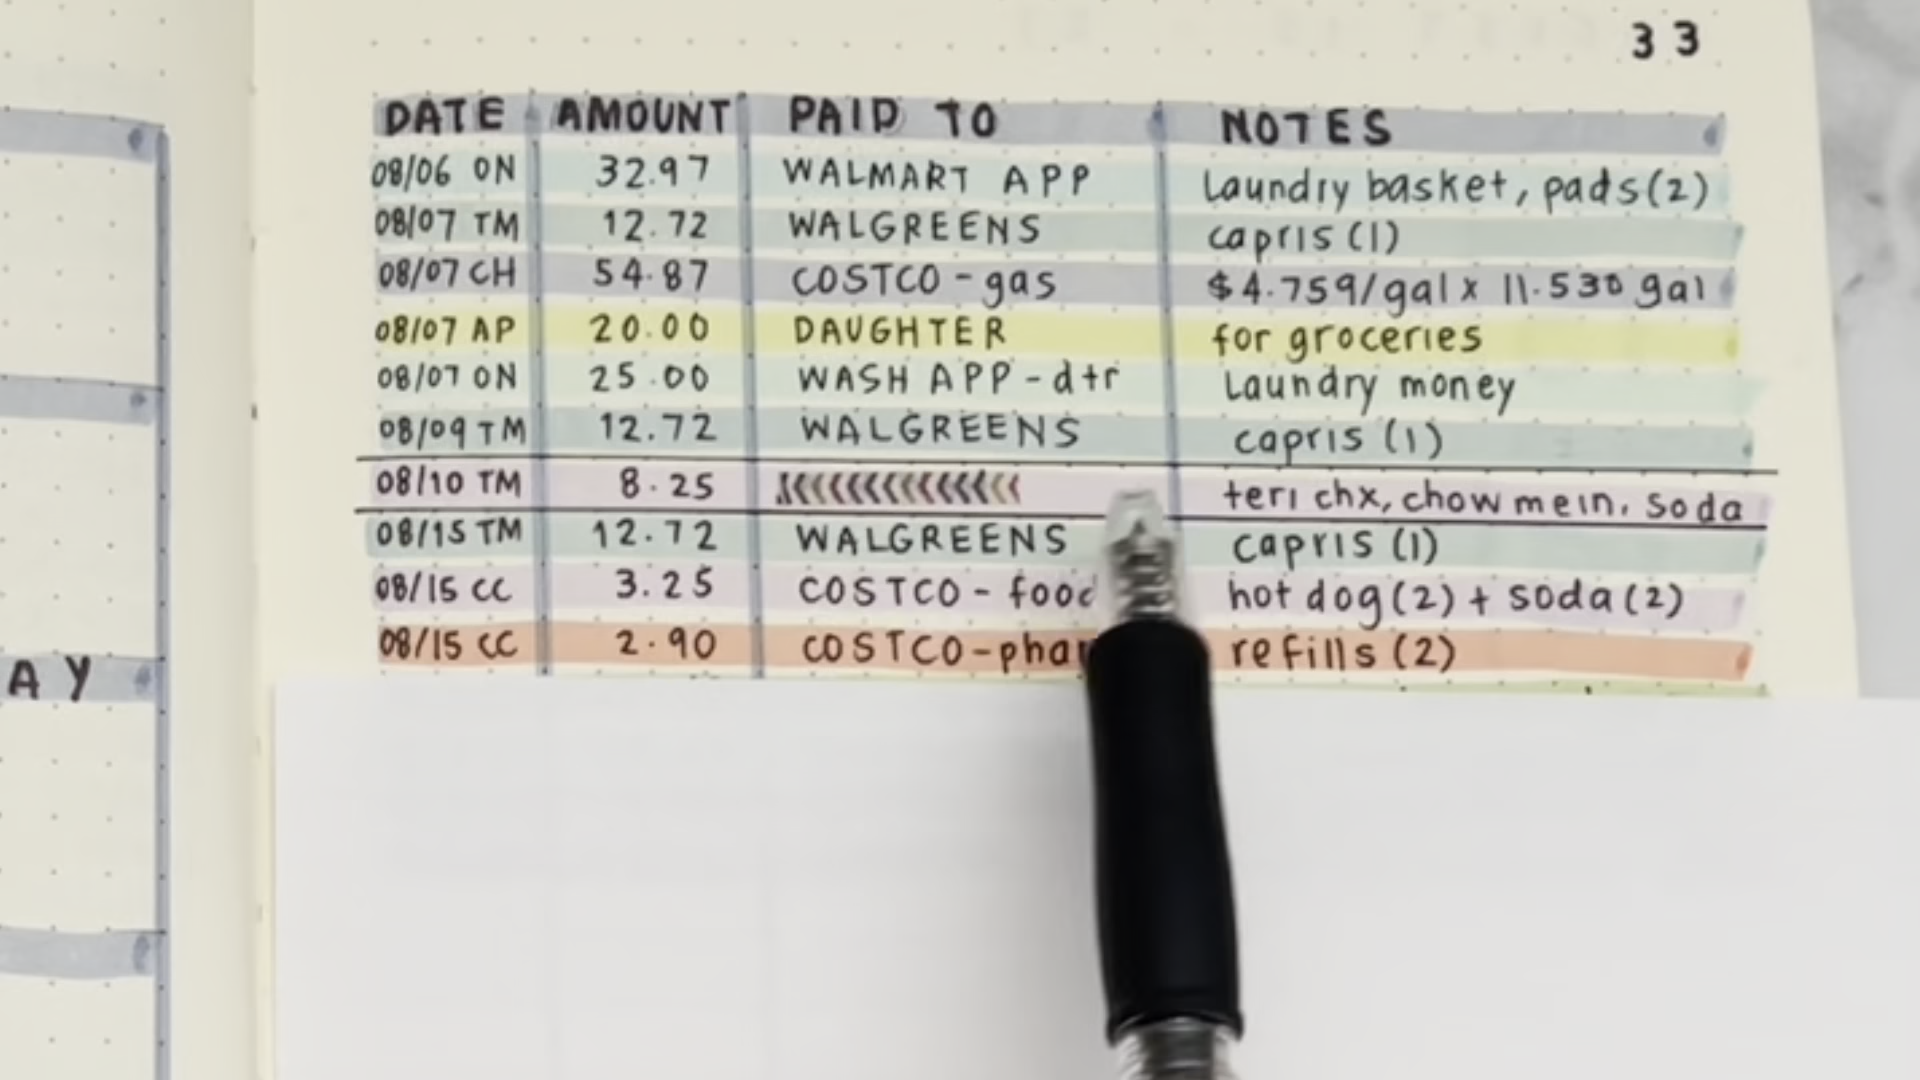 33
DATE AMOUNT PAID TO NOTES
08/06 ON 32.97 WALMART APP Laundry basket, pads(2)
08/07 TM 12.72 WALGREENS capris (1)
08/07 CH 54.87 COSTCO - gas $4.759/gal x 11.530 gal
08/07 AP 20.00 DAUGHTER for groceries
08/07 ON 25.00 WASH APP - dtr Laundry money
08/09 TM 12.72 WALGREENS capris (1)
08/10 TM 8.25 teri chx, chow mein, soda
08/15 TM 12.72 WALGREENS capris (1)
08/15 CC 3.25 COSTCO - food hot dog(2) + soda(2)
08/15 CC 2.90 COSTCO - refills (2)
AY